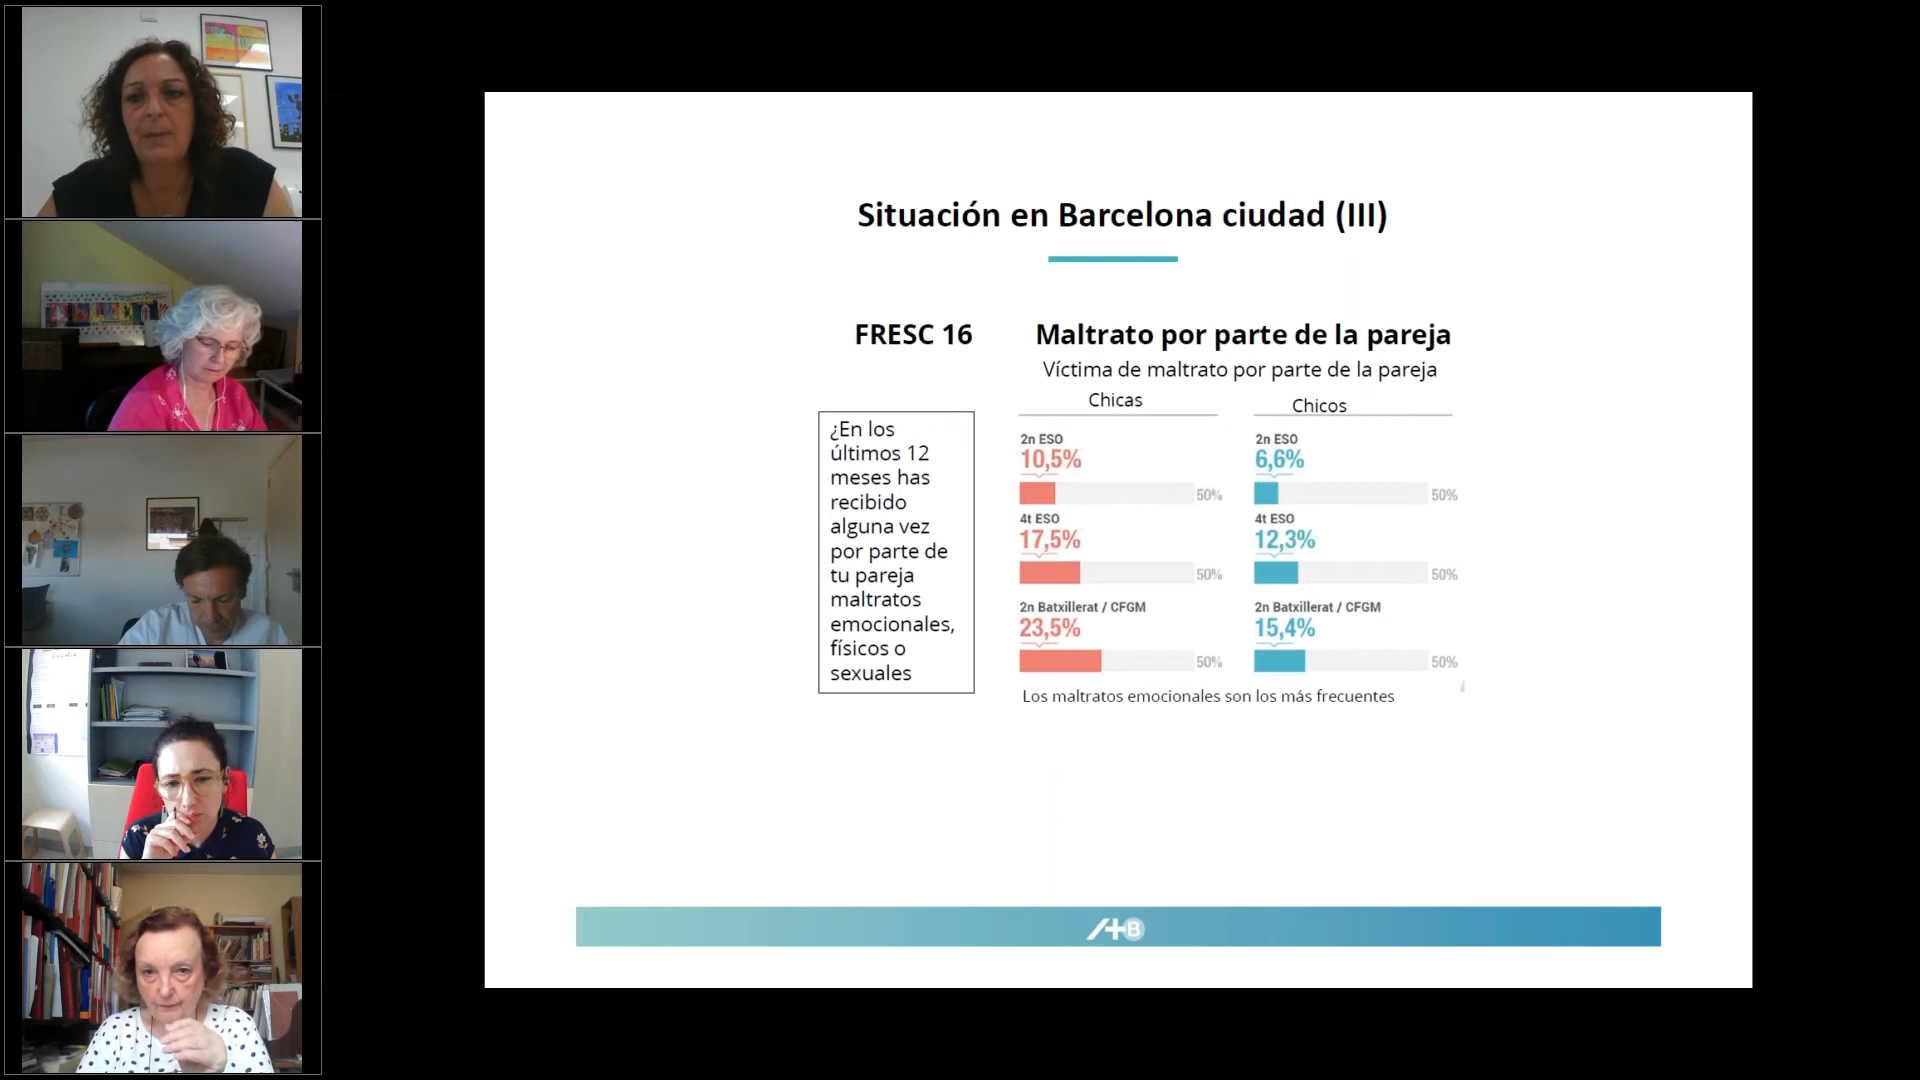 Situación en Barcelona ciudad (III)
FRESC 16
Maltrato por parte de la pareja
Víctima de maltrato por parte de la pareja
¿En los
últimos 12
meses has
recibido
alguna vez
por parte de
tu pareja
maltratos
emocionales,
físicos o
sexuales
Chicas
2n ESO
10,5%
50%
4t ESO
17,5%
50%
2n Batxillerat / CFGM
23,5%
50%
Chicos
2n ESO
6,6%
50%
4t ESO
12,3%
50%
2n Batxillerat / CFGM
15,4%
50%
Los maltratos emocionales son los más frecuentes
B